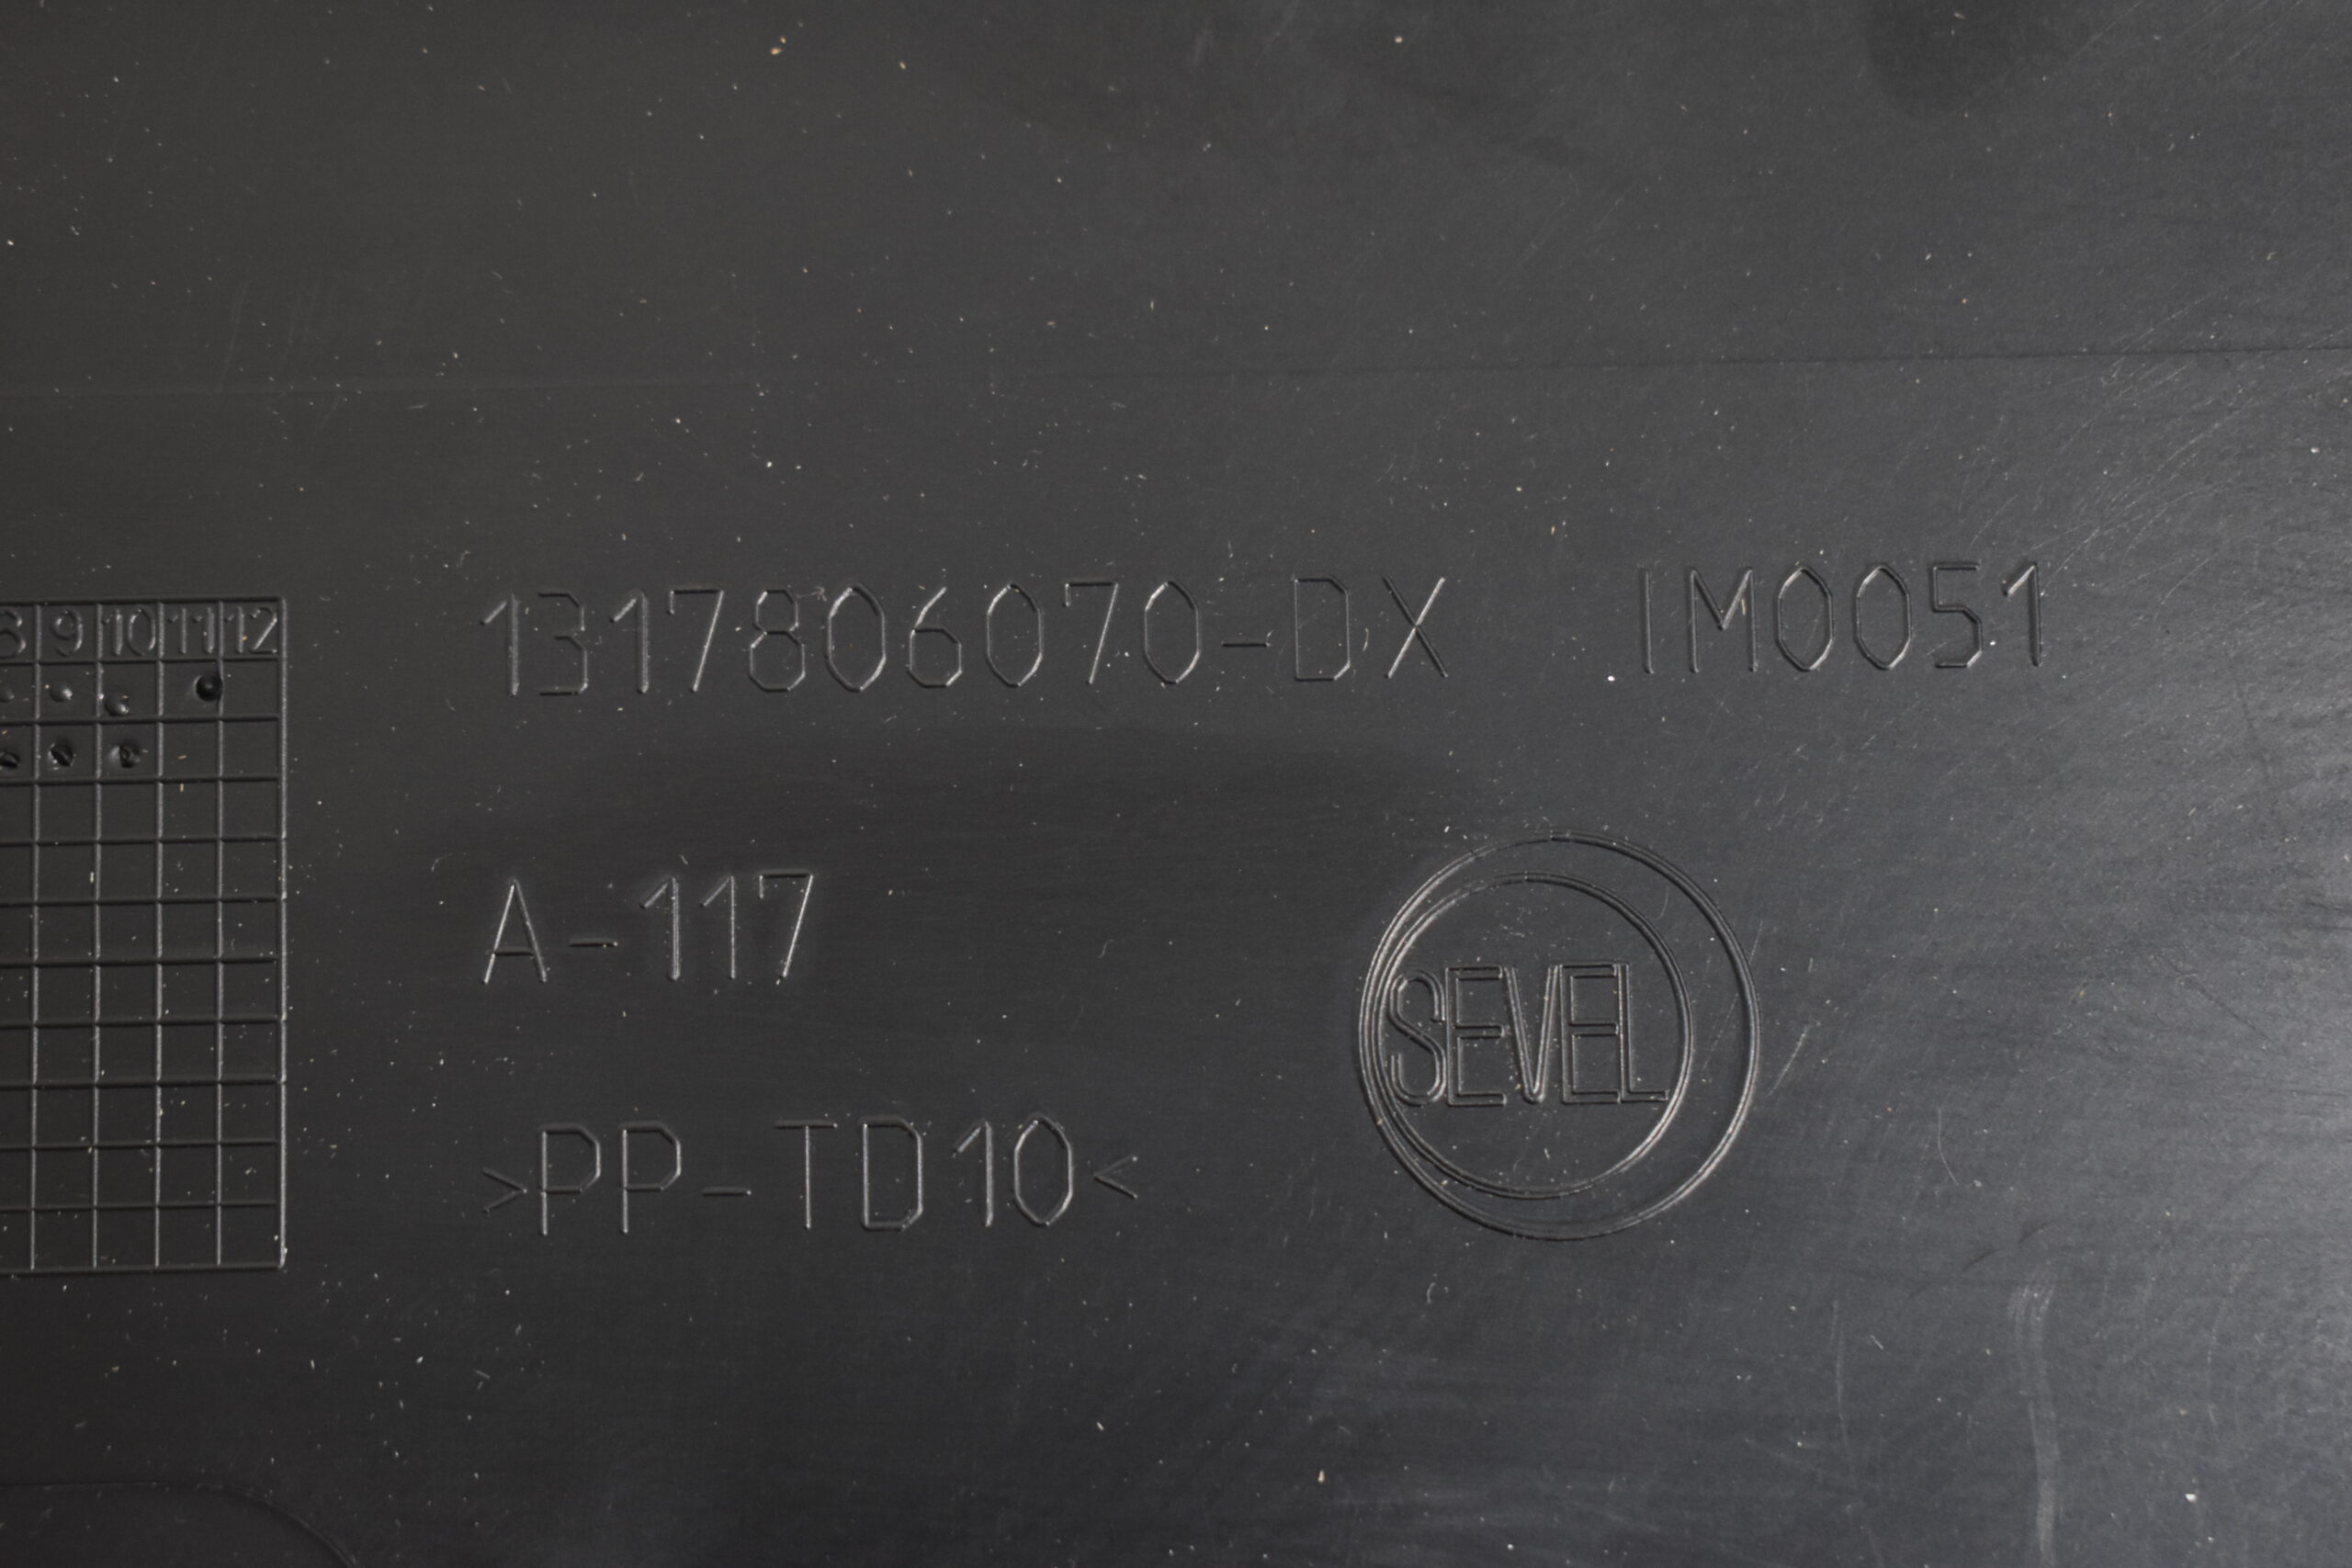 1317806070-DX IM0051
8 9 10 11 12
A-117
SEVEL
>PP-TD10<